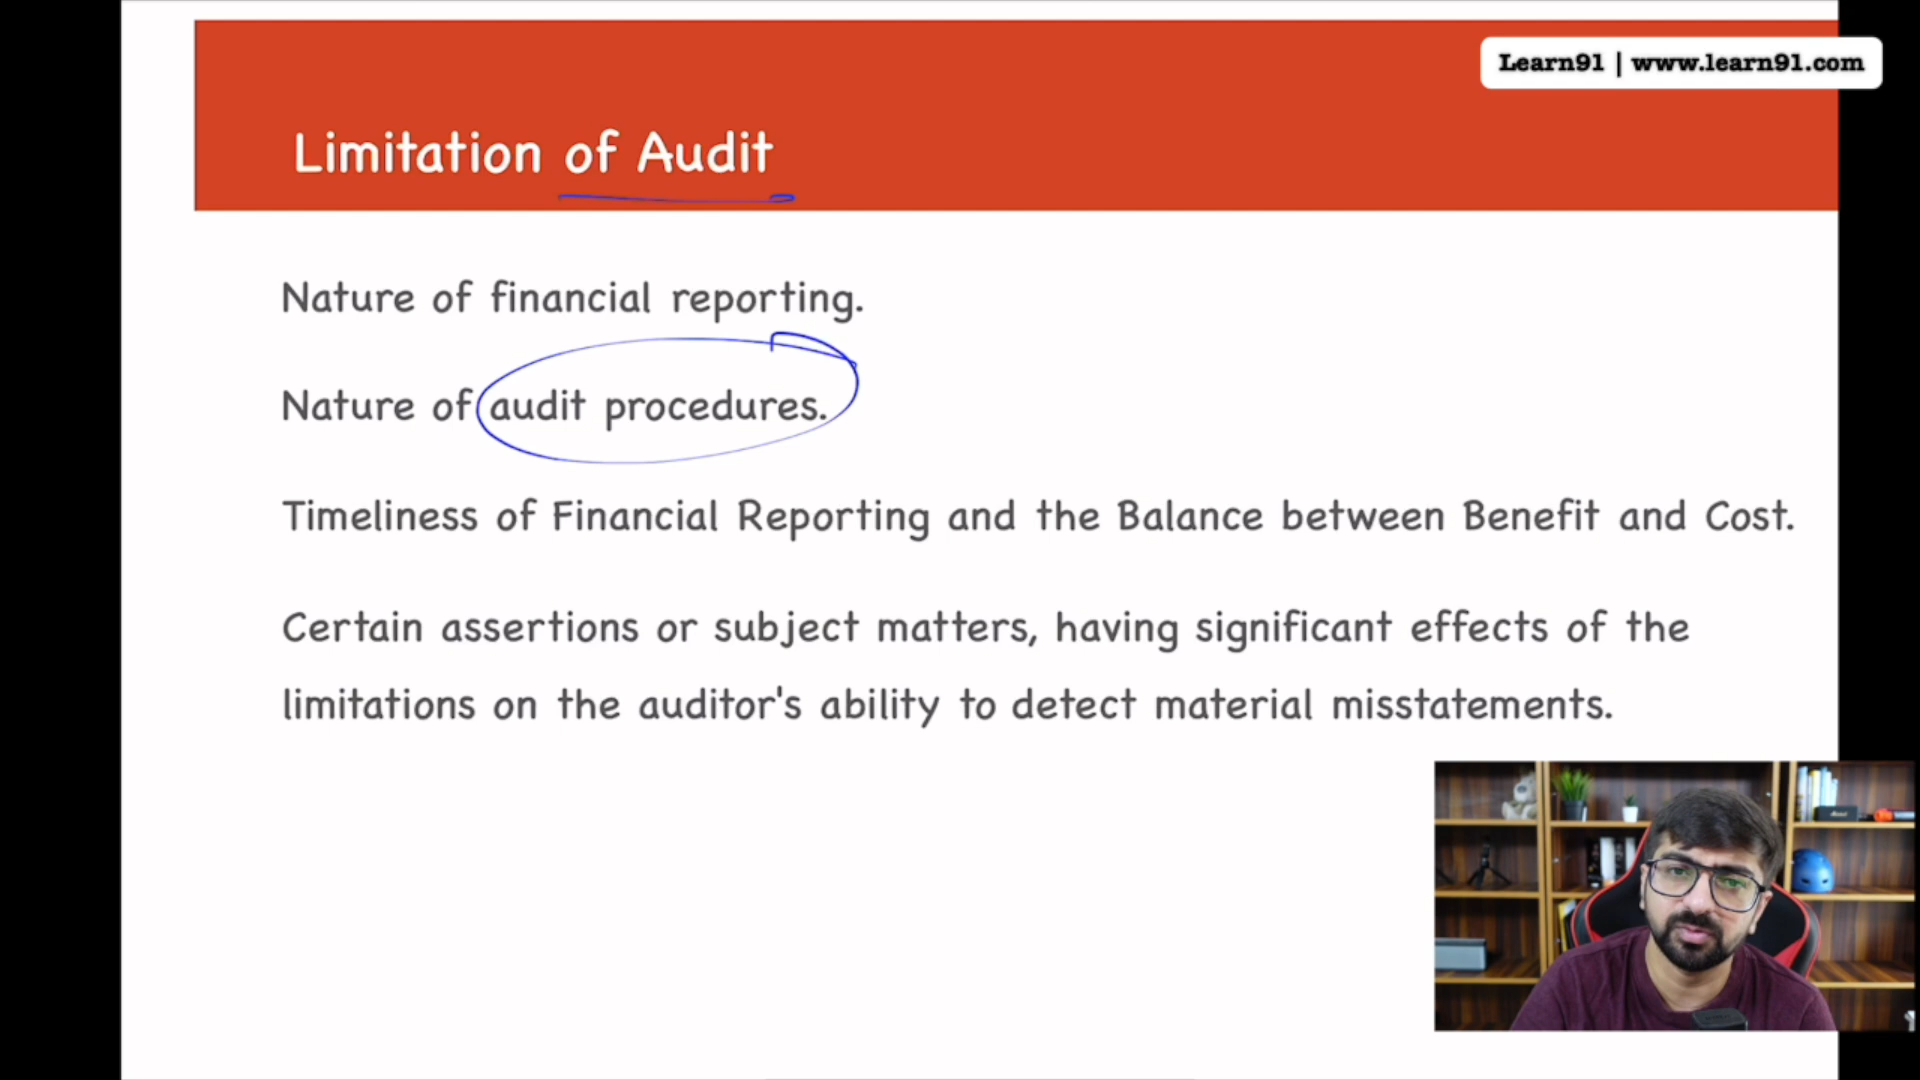 Learn91 | www.learn91.com
Limitation of Audit
Nature of financial reporting.
Nature of audit procedures.
Timeliness of Financial Reporting and the Balance between Benefit and Cost.
Certain assertions or subject matters, having significant effects of the
limitations on the auditor's ability to detect material misstatements.